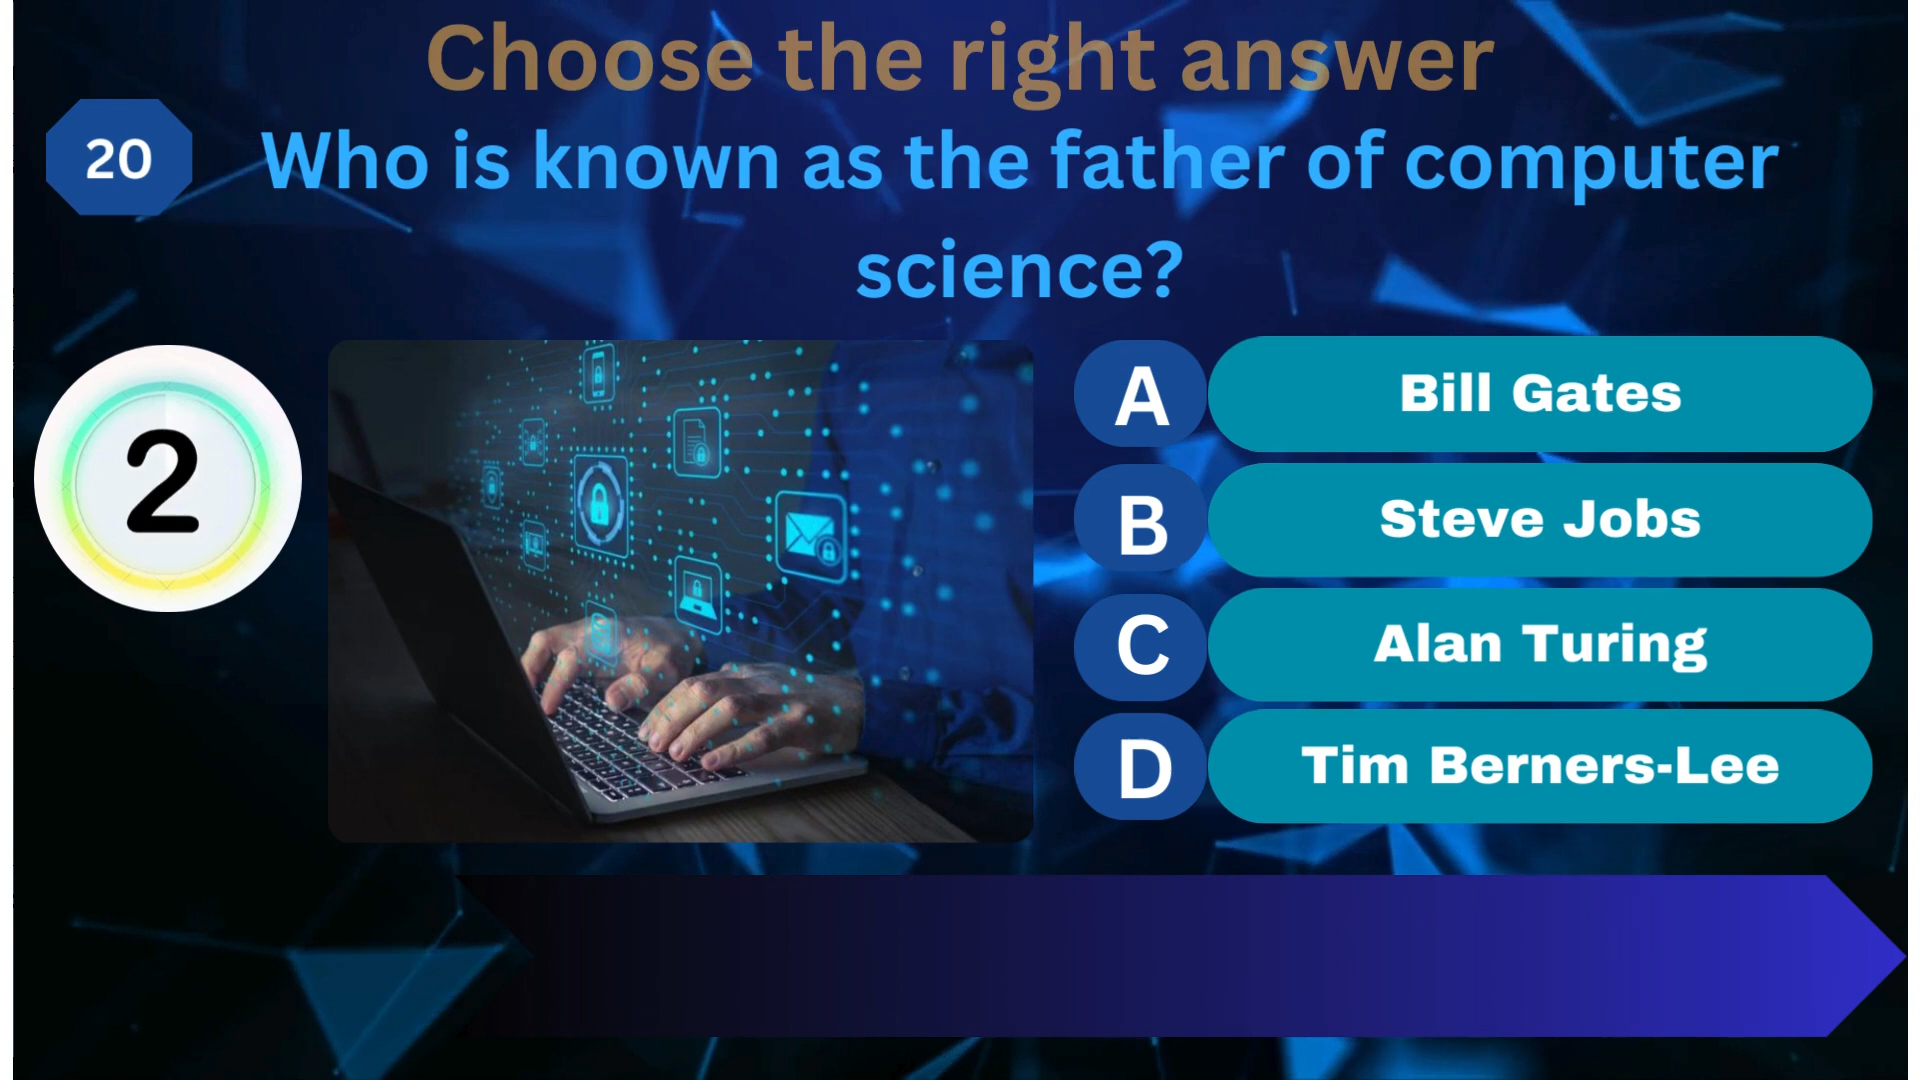 Choose the right answer
20
Who is known as the father of computer
science?
2
A
Bill Gates
B
Steve Jobs
C
Alan Turing
D
Tim Berners-Lee